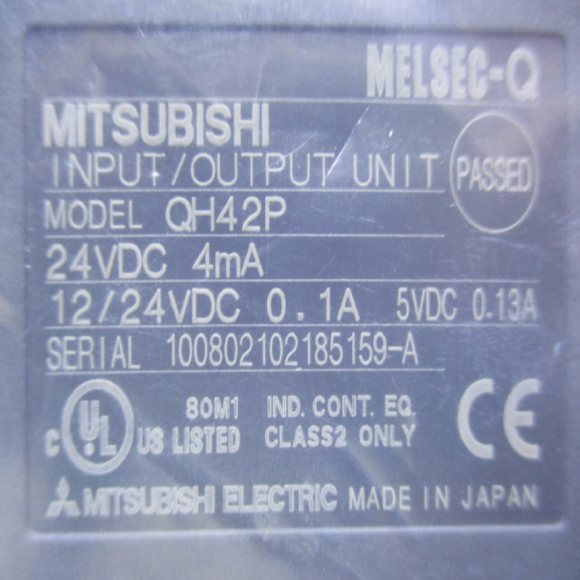 MELSEC-Q
MITSUBISHI
INPUT/OUTPUT UNIT PASSED
MODEL QH42P
24VDC 4mA
12/24VDC 0.1A 5VDC 0.13A
SERIAL 100802102185159-A
80M1 IND. CONT. EQ.
C UL US LISTED CLASS2 ONLY CE
MITSUBISHI ELECTRIC MADE IN JAPAN